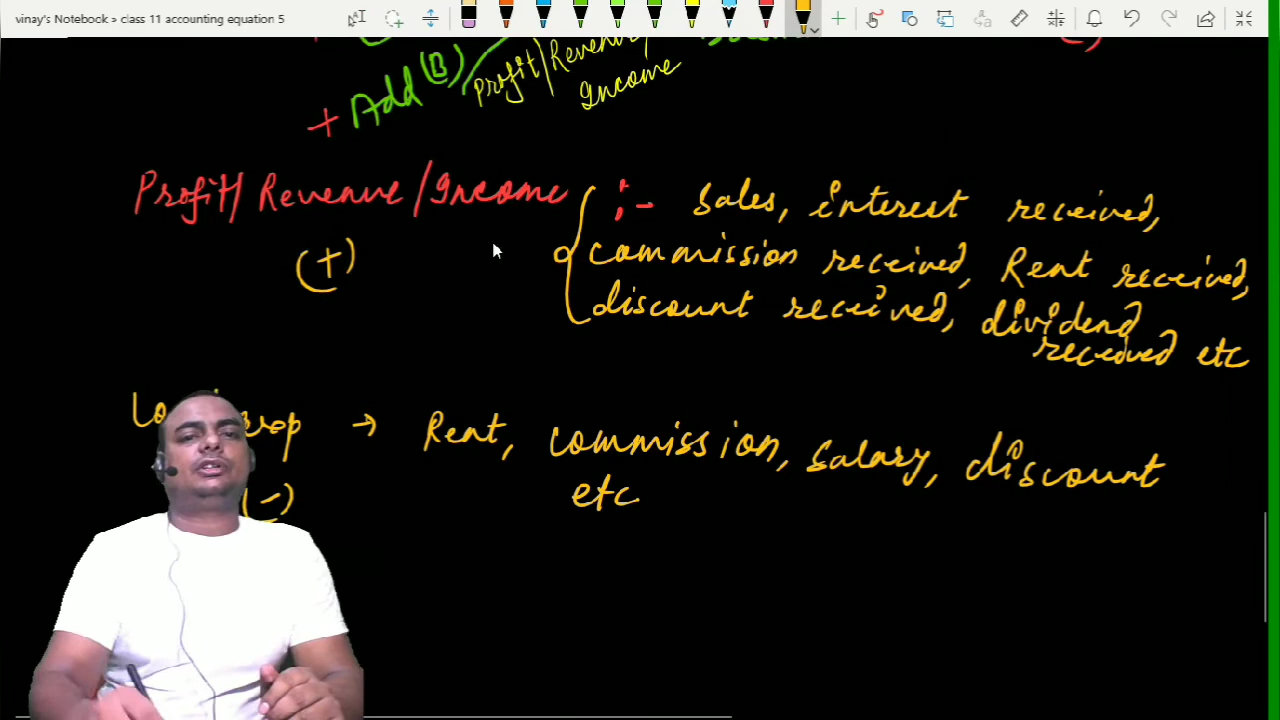 vinay's Notebook > class 11 accounting equation 5
+ Add (B) Profit/Revenue/
Income
Profit/Revenue/Income :- Sales, interest received,
(+) commission received, Rent received,
discount received, dividend
received etc
→ Rent, commission, salary, discount
(-) etc